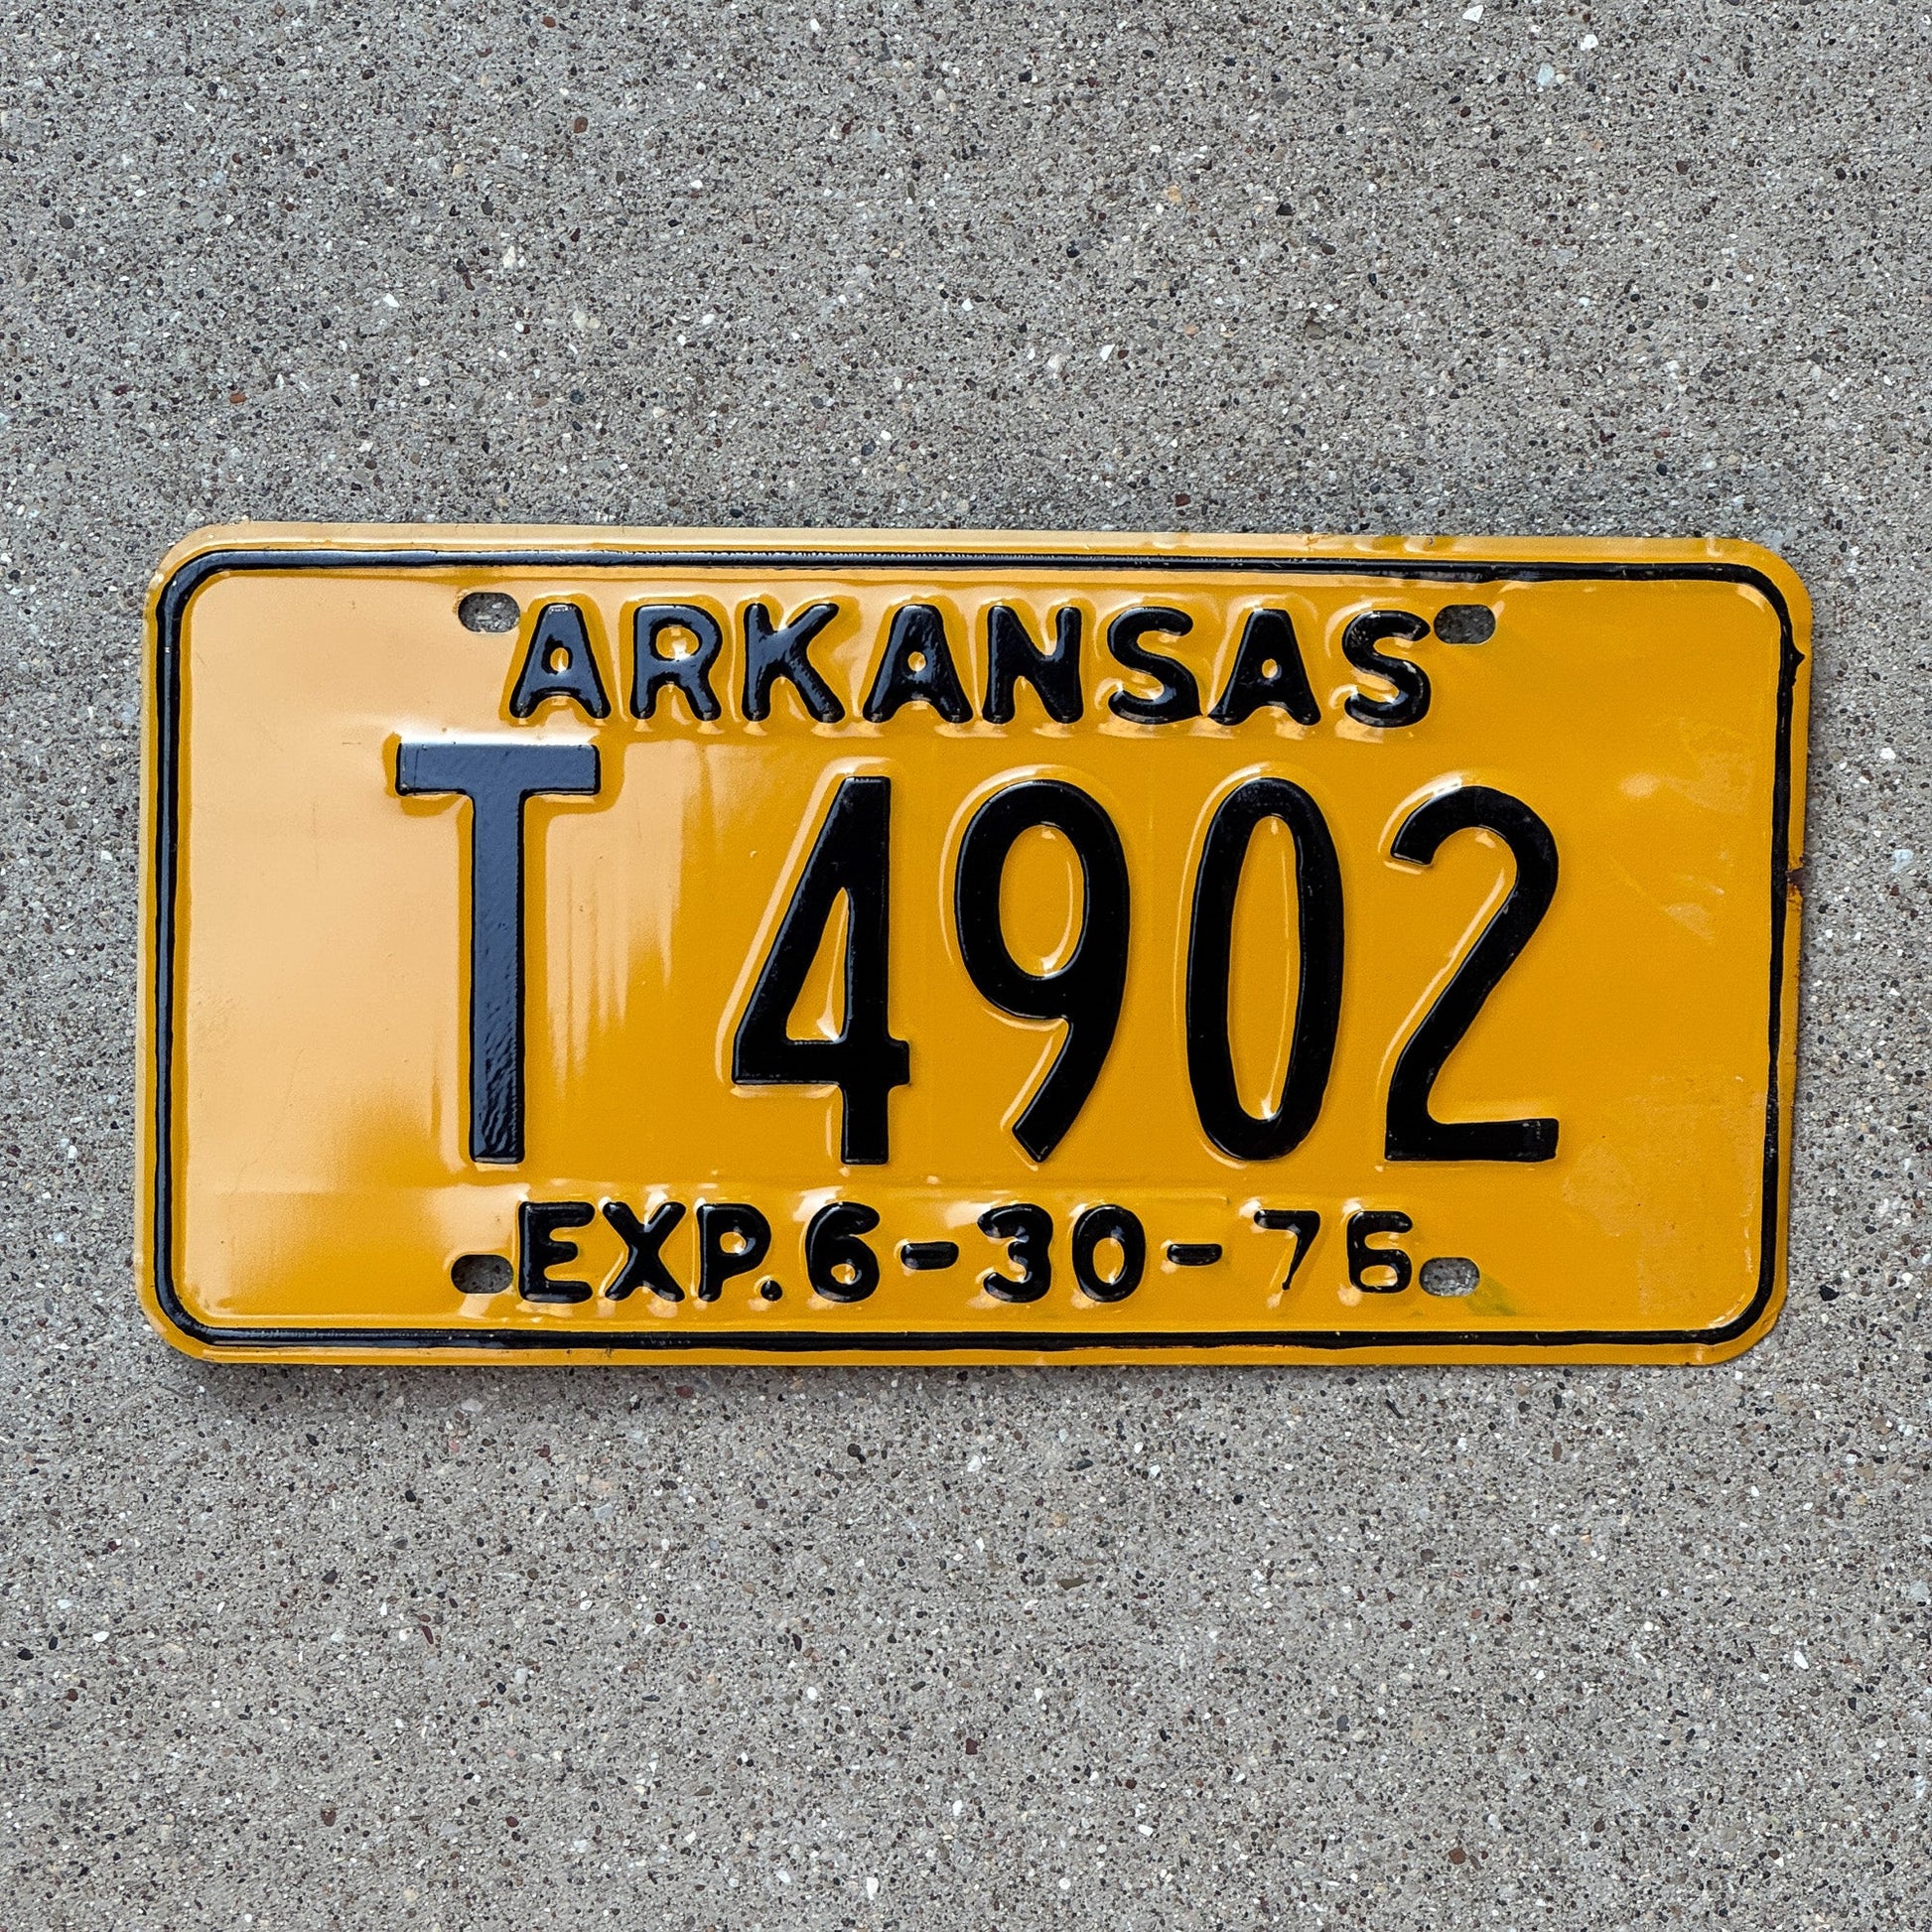 ARKANSAS
T 4902
EXP. 6-30-76